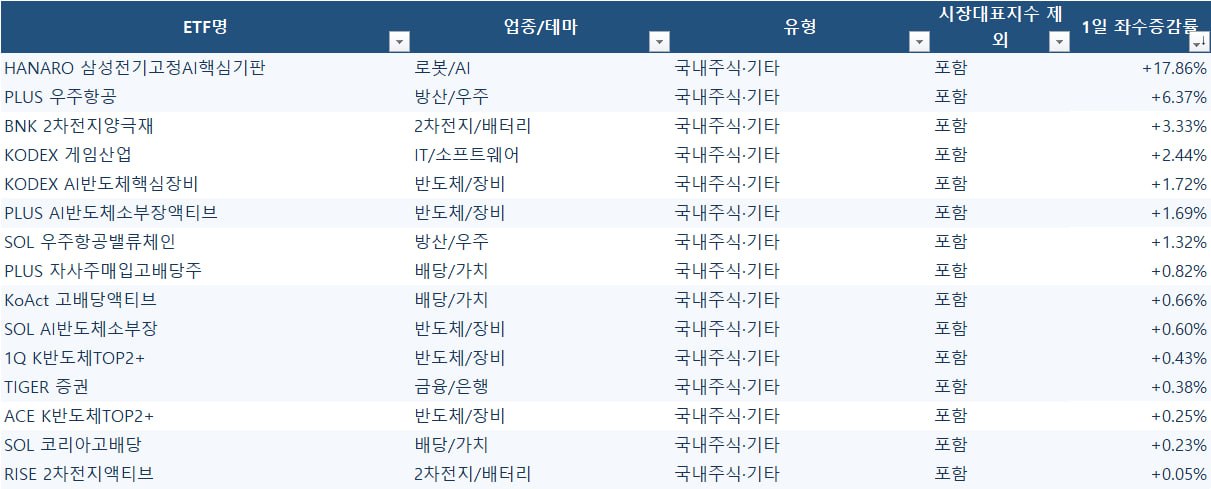 ETF명 업종/테마 유형 시장대표지수 제외 1일 좌수증감률
HANARO 삼성전기고정AI핵심기판 로봇/AI 국내주식·기타 포함 +17.86%
PLUS 우주항공 방산/우주 국내주식·기타 포함 +6.37%
BNK 2차전지양극재 2차전지/배터리 국내주식·기타 포함 +3.33%
KODEX 게임산업 IT/소프트웨어 국내주식·기타 포함 +2.44%
KODEX AI반도체핵심장비 반도체/장비 국내주식·기타 포함 +1.72%
PLUS AI반도체소부장액티브 반도체/장비 국내주식·기타 포함 +1.69%
SOL 우주항공밸류체인 방산/우주 국내주식·기타 포함 +1.32%
PLUS 자사주매입고배당주 배당/가치 국내주식·기타 포함 +0.82%
KoAct 고배당액티브 배당/가치 국내주식·기타 포함 +0.66%
SOL AI반도체소부장 반도체/장비 국내주식·기타 포함 +0.60%
1Q K반도체TOP2+ 반도체/장비 국내주식·기타 포함 +0.43%
TIGER 증권 금융/은행 국내주식·기타 포함 +0.38%
ACE K반도체TOP2+ 반도체/장비 국내주식·기타 포함 +0.25%
SOL 코리아고배당 배당/가치 국내주식·기타 포함 +0.23%
RISE 2차전지액티브 2차전지/배터리 국내주식·기타 포함 +0.05%